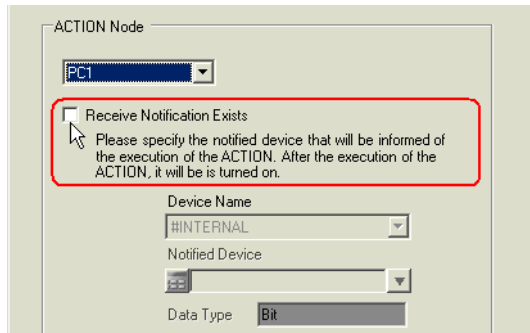 ACTION Node
PC1
Receive Notification Exists
Please specify the notified device that will be informed of
the execution of the ACTION. After the execution of the
ACTION, it will be is turned on.
Device Name
#INTERNAL
Notified Device
Data Type Bit